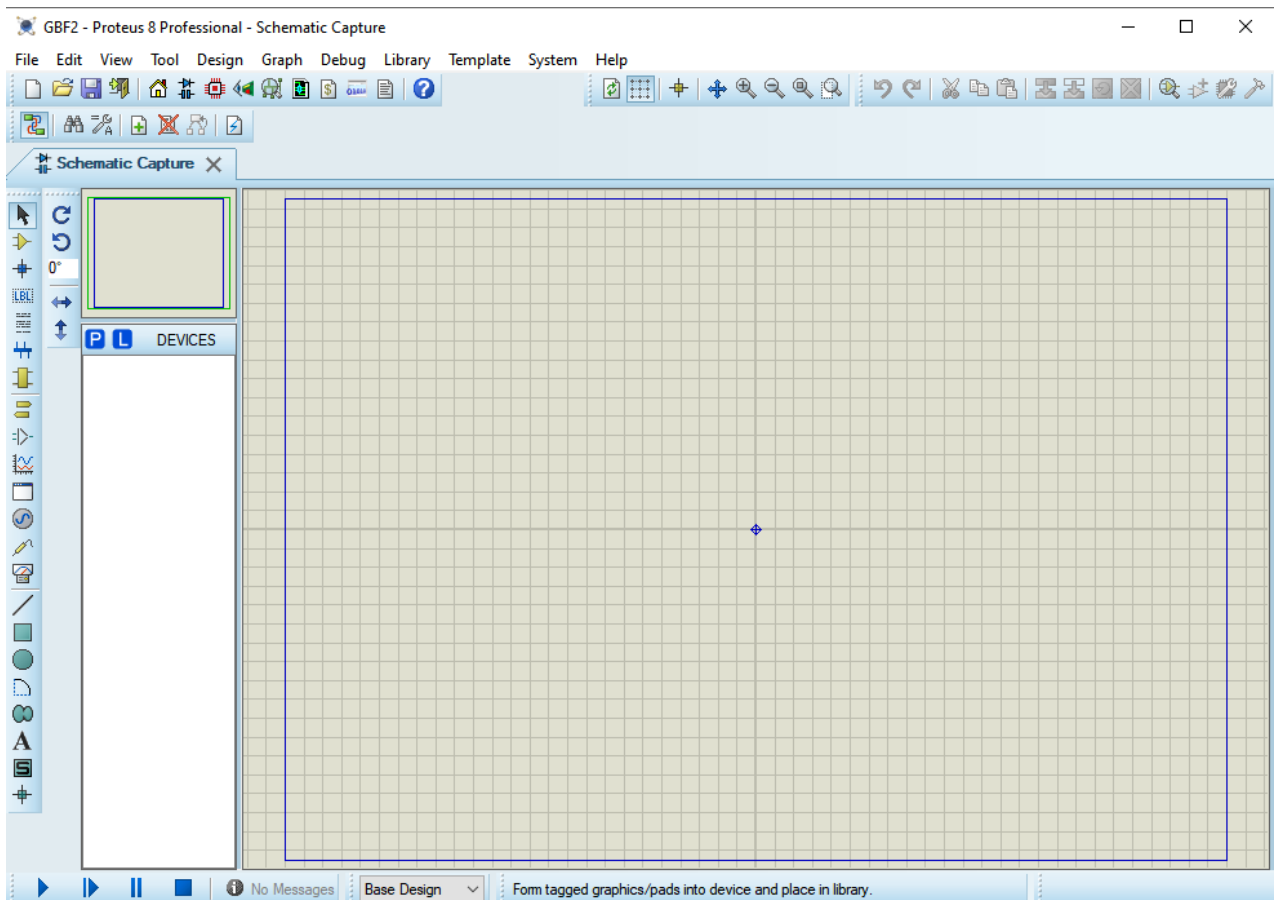 GBF2 - Proteus 8 Professional - Schematic Capture
File Edit View Tool Design Graph Debug Library Template System Help
Schematic Capture
0°
LBL
P L DEVICES
A
S
No Messages Base Design Form tagged graphics/pads into device and place in library.